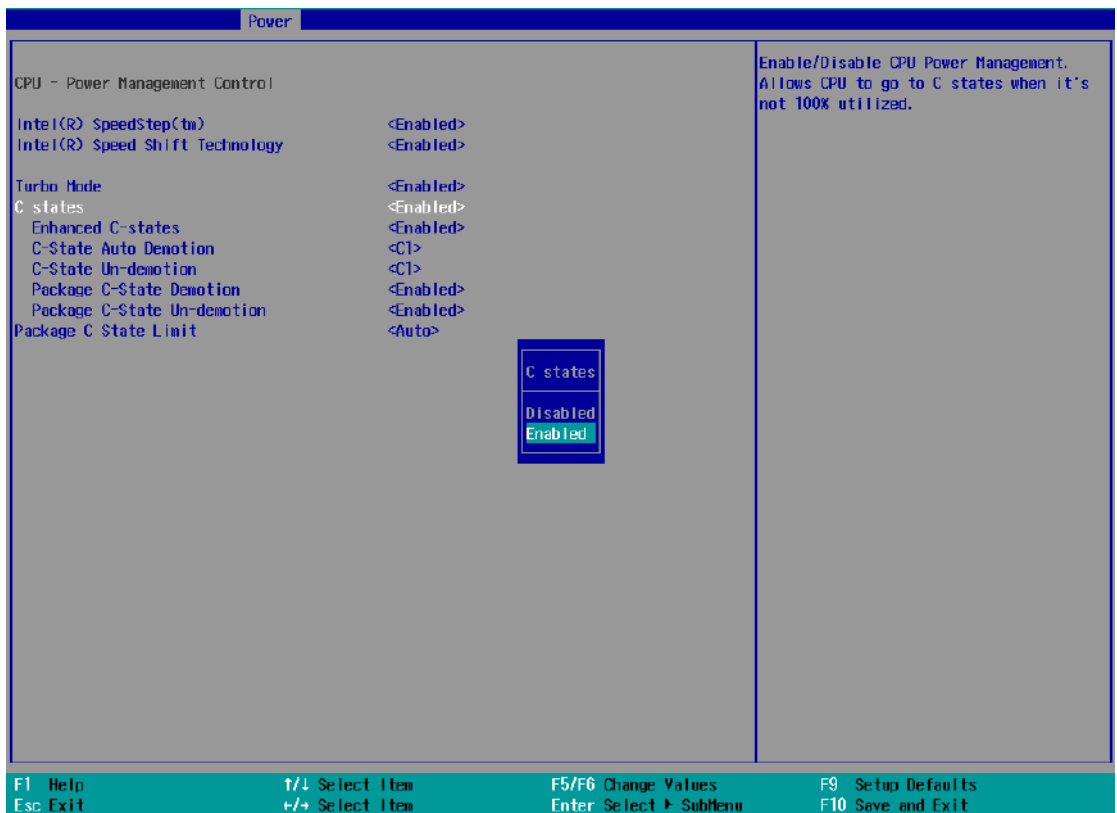 Power
CPU - Power Management Control
Intel(R) SpeedStep(tm) <Enabled>
Intel(R) Speed Shift Technology <Enabled>
Turbo Mode <Enabled>
C states <Enabled>
Enhanced C-states <Enabled>
C-State Auto Demotion <C1>
C-State Un-demotion <C1>
Package C-State Demotion <Enabled>
Package C-State Un-demotion <Enabled>
Package C State Limit <Auto>
C states
Disabled
Enabled
Enable/Disable CPU Power Management.
Allows CPU to go to C states when it's
not 100% utilized.
F1 Help ↑/↓ Select Item F5/F6 Change Values F9 Setup Defaults
Esc Exit ←/→ Select Item Enter Select ▶ SubMenu F10 Save and Exit